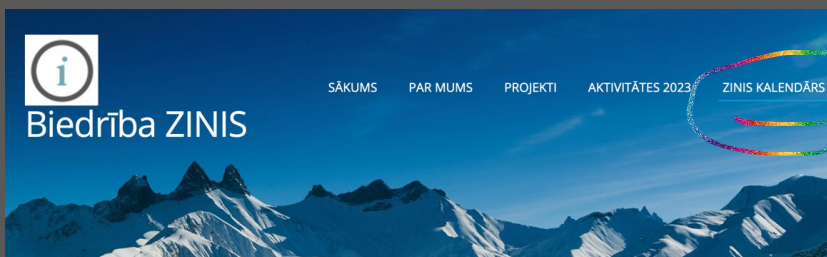 i
SĀKUMS PAR MUMS PROJEKTI AKTIVITĀTES 2023 ZINIS KALENDĀRS
Biedrība ZINIS